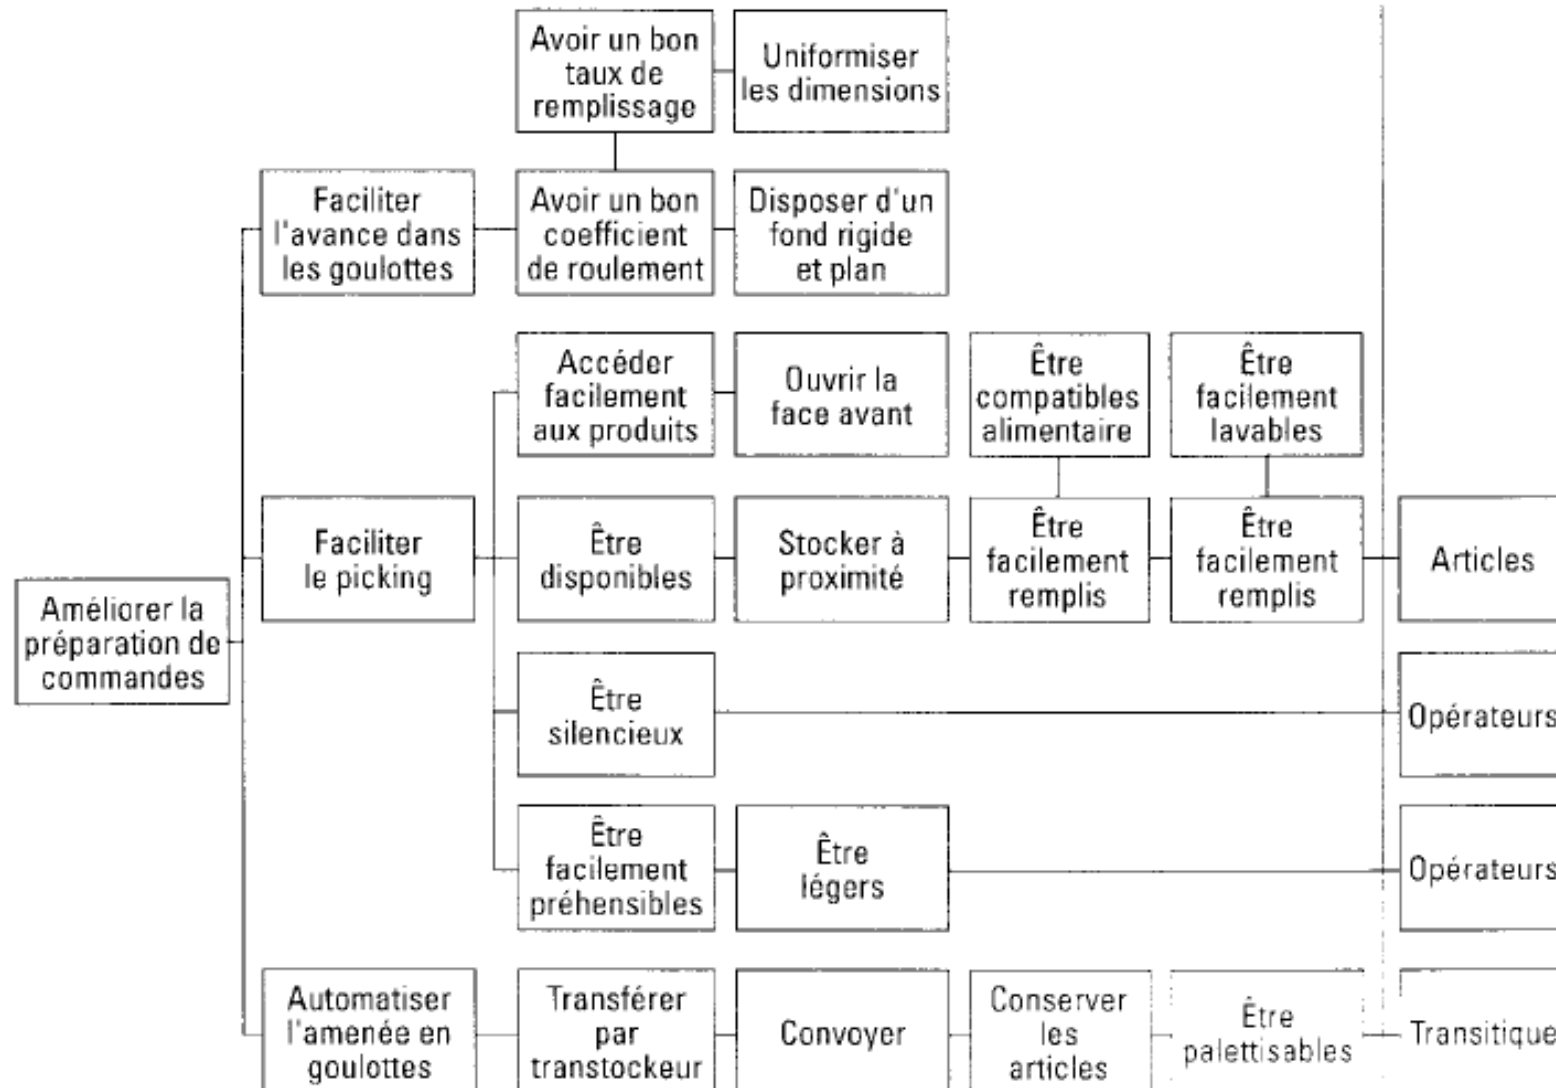 Avoir un bon
taux de
remplissage
Uniformiser
les dimensions
Faciliter
l'avance dans
les goulottes
Avoir un bon
coefficient
de roulement
Disposer d'un
fond rigide
et plan
Accéder
facilement
aux produits
Ouvrir la
face avant
Être
compatibles
alimentaire
Être
facilement
lavables
Améliorer la
préparation de
commandes
Faciliter
le picking
Être
disponibles
Stocker à
proximité
Être
facilement
remplis
Être
facilement
remplis
Articles
Être
silencieux
Opérateurs
Être
facilement
préhensibles
Être
légers
Opérateurs
Automatiser
l'amenée en
goulottes
Transférer
par
transtockeur
Convoyer
Conserver
les
articles
Être
palettisables
Transitique